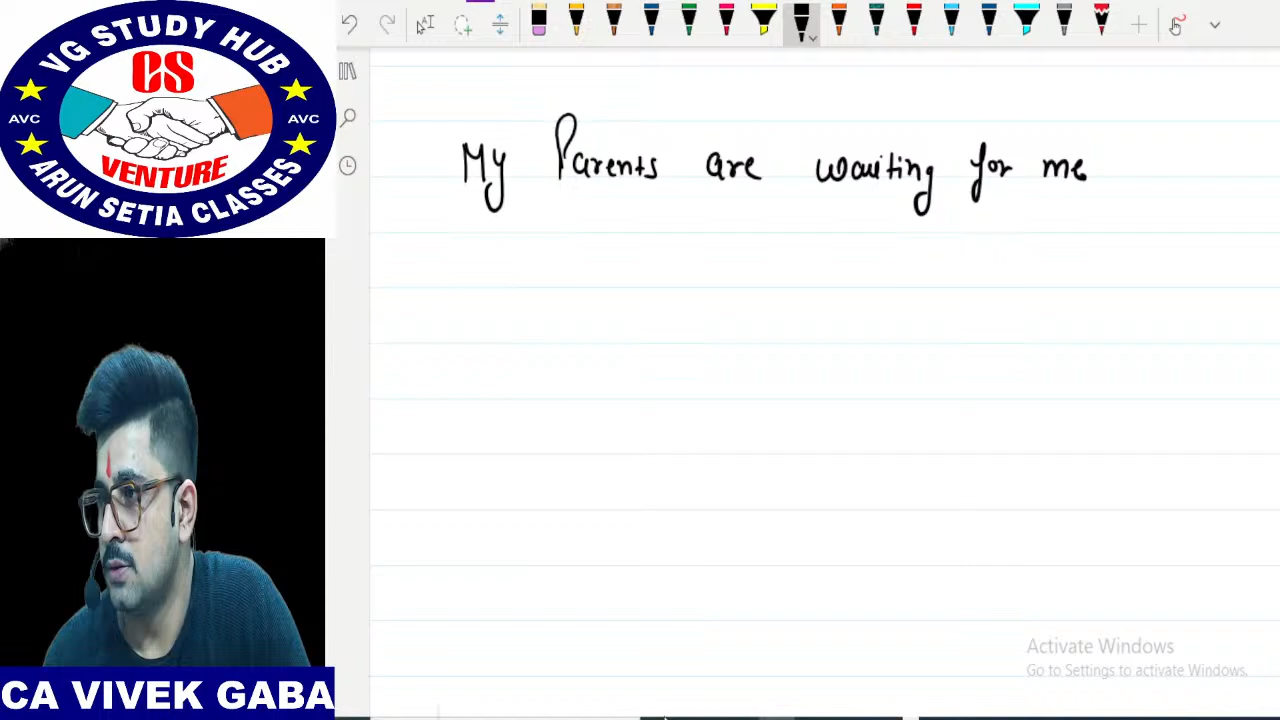 VG STUDY HUB
CS
AVC
AVC
VENTURE
ARUN SETIA CLASSES
My Parents are waiting for me
Activate Windows
Go to Settings to activate Windows.
CA VIVEK GABA